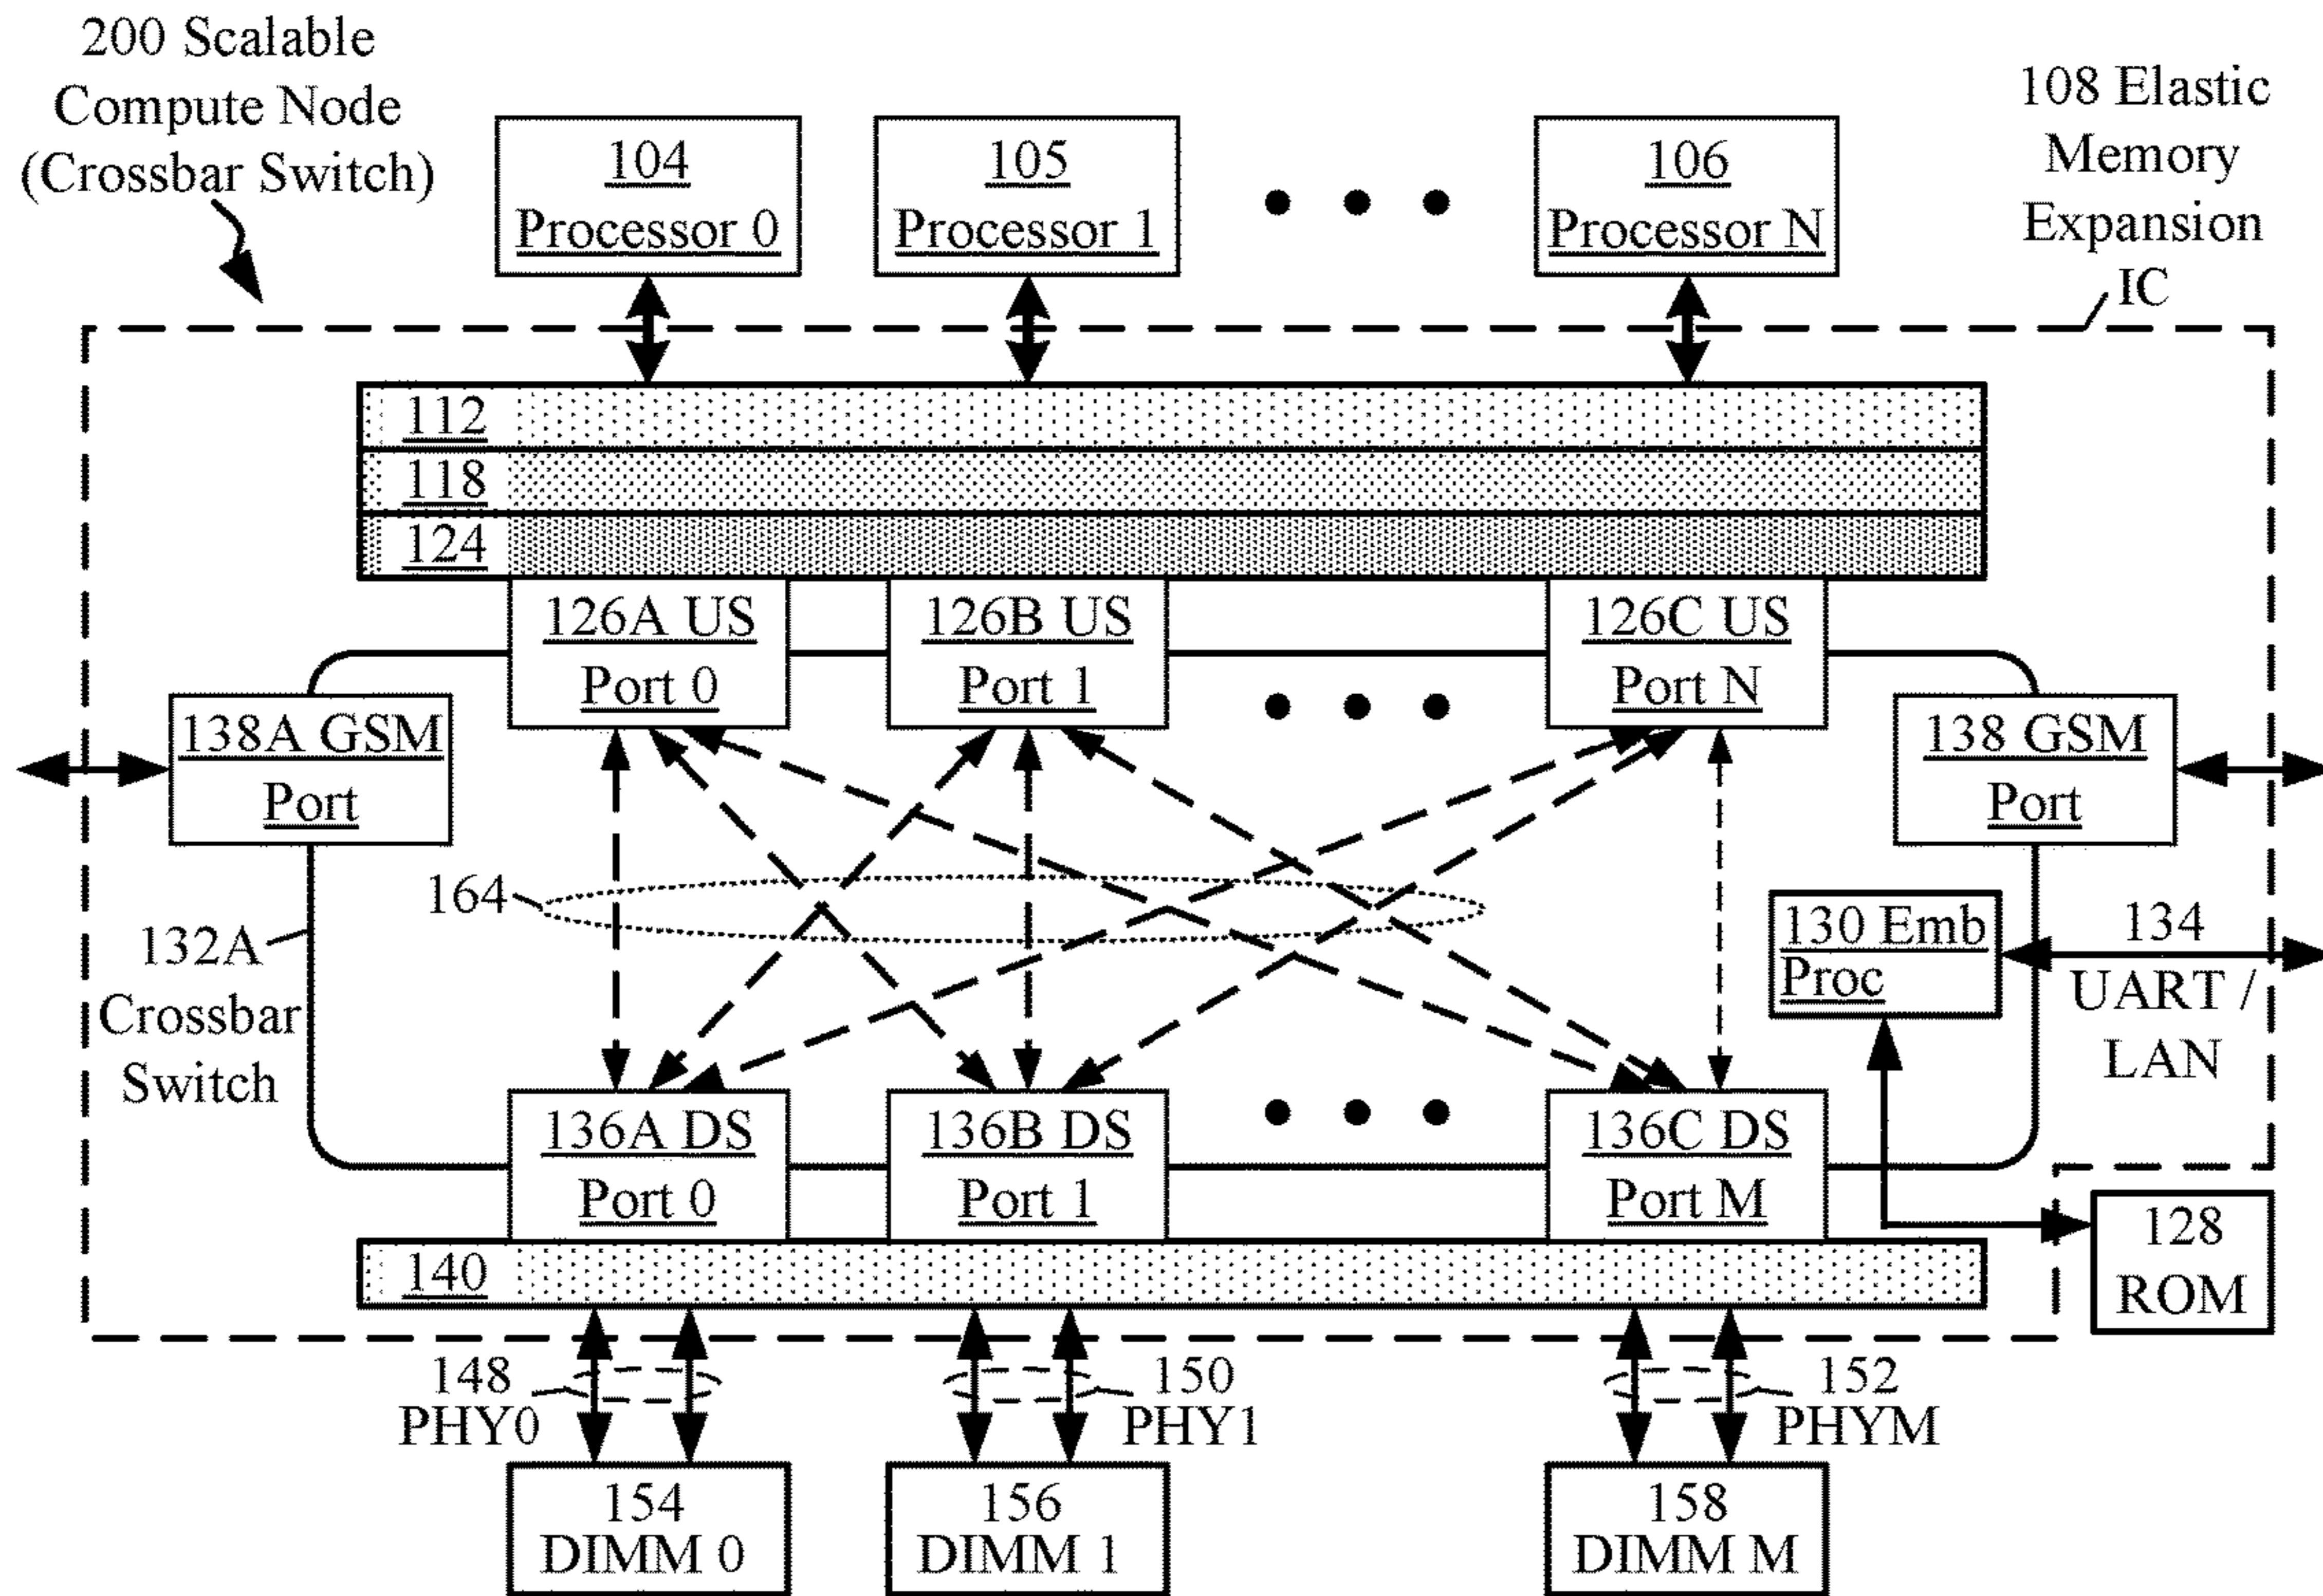 200 Scalable
Compute Node
(Crossbar Switch)
108 Elastic
Memory
Expansion
IC
104
Processor 0
105
Processor 1
106
Processor N
112
118
124
126A US
Port 0
126B US
Port 1
126C US
Port N
138A GSM
Port
138 GSM
Port
164
132A
Crossbar
Switch
130 Emb
Proc
134
UART /
LAN
136A DS
Port 0
136B DS
Port 1
136C DS
Port M
140
128
ROM
148
PHY0
150
PHY1
152
PHYM
154
DIMM 0
156
DIMM 1
158
DIMM M